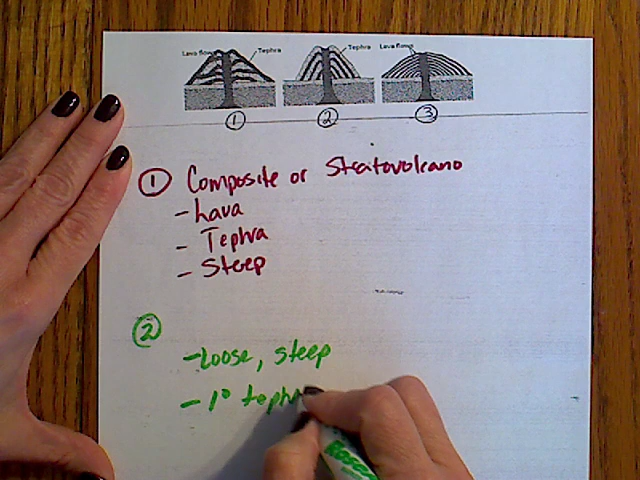 Lava flows Tephra Tephra Lava flows
1 2 3
① Composite or Stratovolcano
- Lava
- Tephra
- Steep
②
- Loose, steep
- 1° tephra